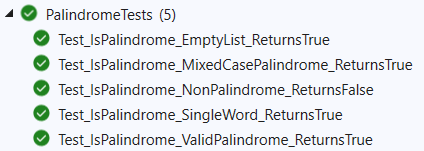 PalindromeTests (5)
Test_IsPalindrome_EmptyList_ReturnsTrue
Test_IsPalindrome_MixedCasePalindrome_ReturnsTrue
Test_IsPalindrome_NonPalindrome_ReturnsFalse
Test_IsPalindrome_SingleWord_ReturnsTrue
Test_IsPalindrome_ValidPalindrome_ReturnsTrue